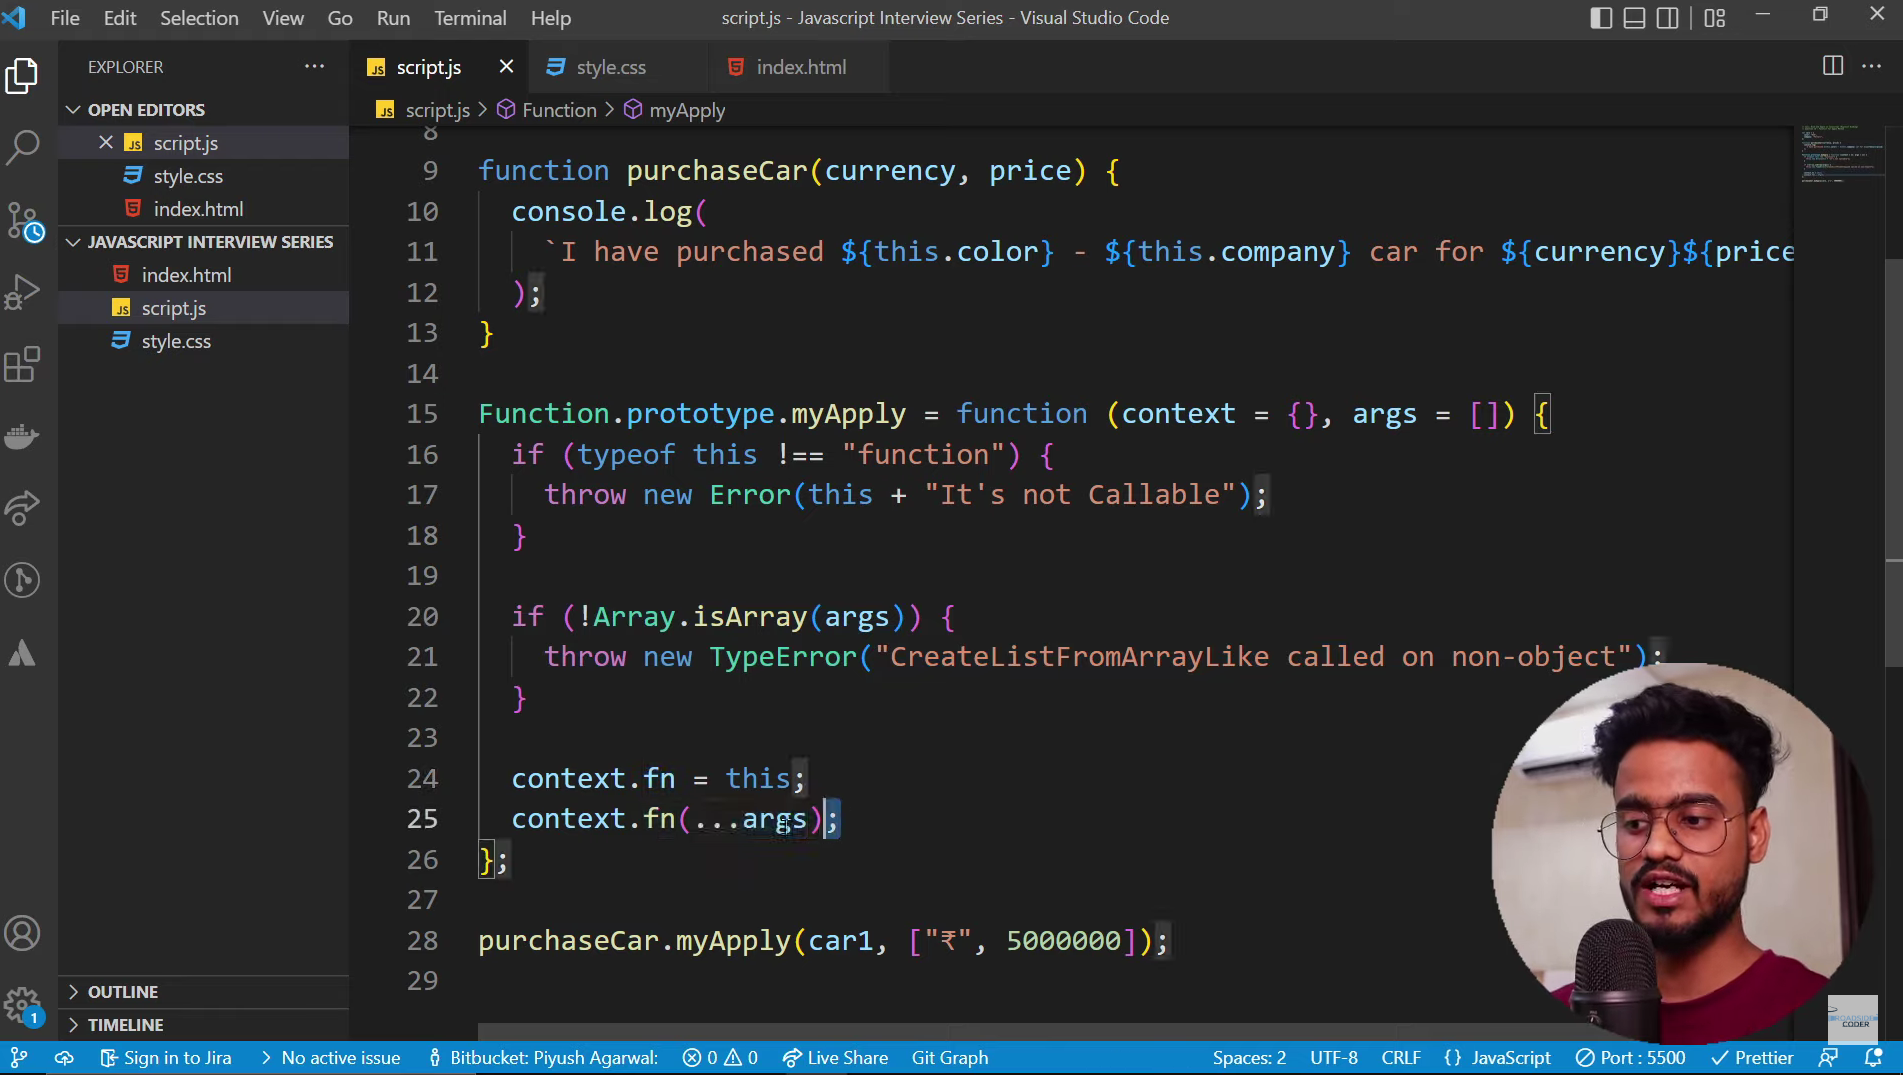 File Edit Selection View Go Run Terminal Help
script.js - Javascript Interview Series - Visual Studio Code
EXPLORER
OPEN EDITORS
script.js
style.css
index.html
JAVASCRIPT INTERVIEW SERIES
index.html
script.js
style.css
OUTLINE
TIMELINE
script.js style.css index.html
script.js > Function > myApply
8
9 function purchaseCar(currency, price) {
10 console.log(
11 `I have purchased ${this.color} - ${this.company} car for ${currency}${price
12 );
13 }
14
15 Function.prototype.myApply = function (context = {}, args = []) {
16 if (typeof this !== "function") {
17 throw new Error(this + "It's not Callable");
18 }
19
20 if (!Array.isArray(args)) {
21 throw new TypeError("CreateListFromArrayLike called on non-object");
22 }
23
24 context.fn = this;
25 context.fn(...args);
26 };
27
28 purchaseCar.myApply(car1, ["₹", 5000000]);
29
1
CODER
Sign in to Jira No active issue Bitbucket: Piyush Agarwal: 0 0 Live Share Git Graph Spaces: 2 UTF-8 CRLF {} JavaScript Port : 5500 Prettier